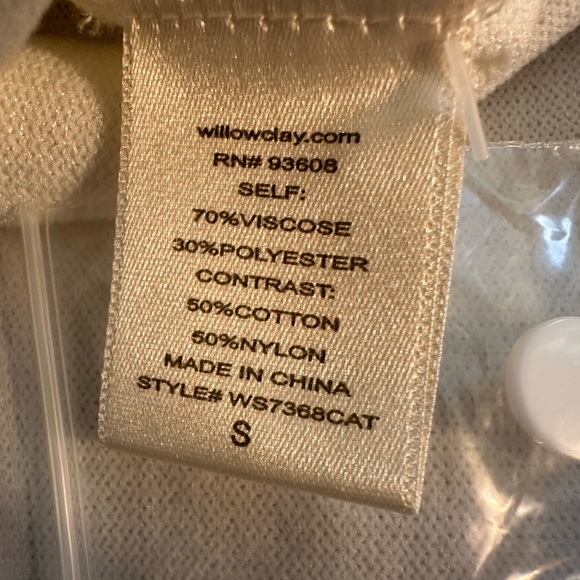 willowclay.com
RN# 93608
SELF:
70%VISCOSE
30%POLYESTER
CONTRAST:
50%COTTON
50%NYLON
MADE IN CHINA
STYLE# WS7368CAT
S